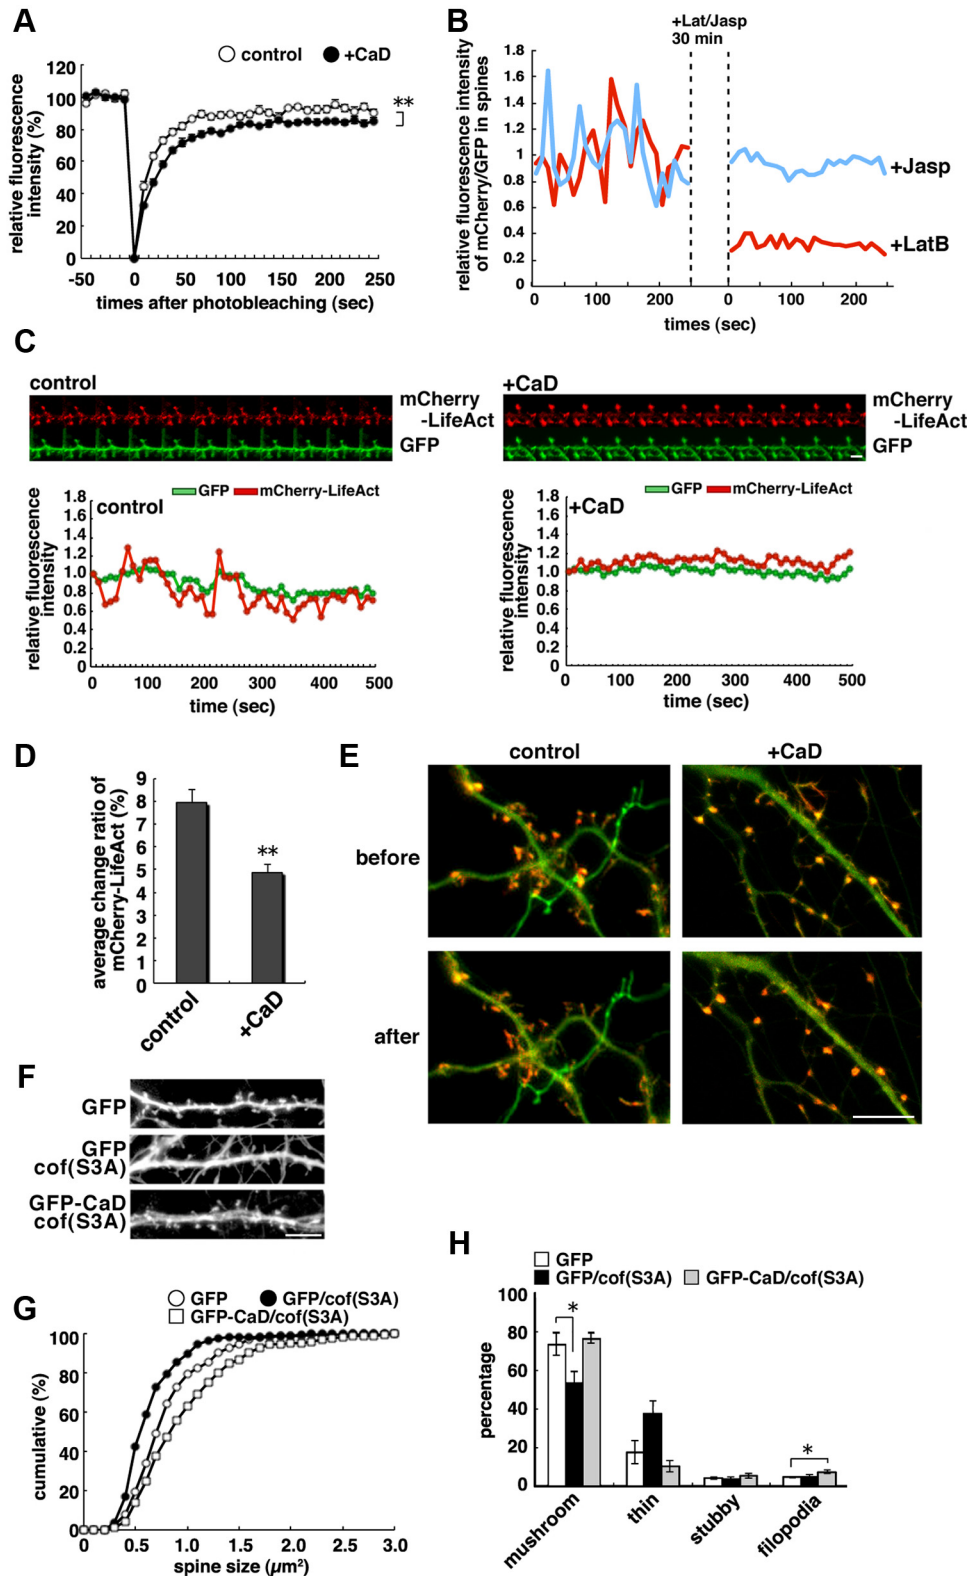 A
control +CaD
relative fluorescence
intensity (%)
120
100
80
60
40
20
0
**
-50 0 50 100 150 200 250
times after photobleaching (sec)
B
+Lat/Jasp
30 min
relative fluorescence intensity
of mCherry/GFP in spines
1.8
1.6
1.4
1.2
1.0
0.8
0.6
0.4
0.2
0
+Jasp
+LatB
0 100 200 0 100 200
times (sec)
C
control
mCherry
-LifeAct
GFP
+CaD
mCherry
-LifeAct
GFP
GFP mCherry-LifeAct
control
relative fluorescence
intensity
1.8
1.6
1.4
1.2
1.0
0.8
0.6
0.4
0.2
0
0 100 200 300 400 500
time (sec)
GFP mCherry-LifeAct
+CaD
relative fluorescence
intensity
1.8
1.6
1.4
1.2
1.0
0.8
0.6
0.4
0.2
0
0 100 200 300 400 500
time (sec)
D
average change ratio of
mCherry-LifeAct (%)
9
8
7
6
5
4
3
2
1
0
**
control
+CaD
E
control +CaD
before
after
F
GFP
GFP
cof(S3A)
GFP-CaD
cof(S3A)
G
GFP GFP/cof(S3A)
GFP-CaD/cof(S3A)
cumulative (%)
100
80
60
40
20
0
0 0.5 1.0 1.5 2.0 2.5 3.0
spine size (µm²)
H
GFP
GFP/cof(S3A) GFP-CaD/cof(S3A)
percentage
100
80
60
40
20
0
*
*
mushroom
thin
stubby
filopodia